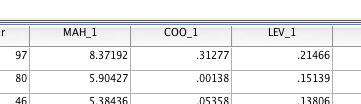 r MAH_1 COO_1 LEV_1
97 8.37192 .31277 .21466
80 5.90427 .00138 .15139
46 5.38436 .05358 .13806